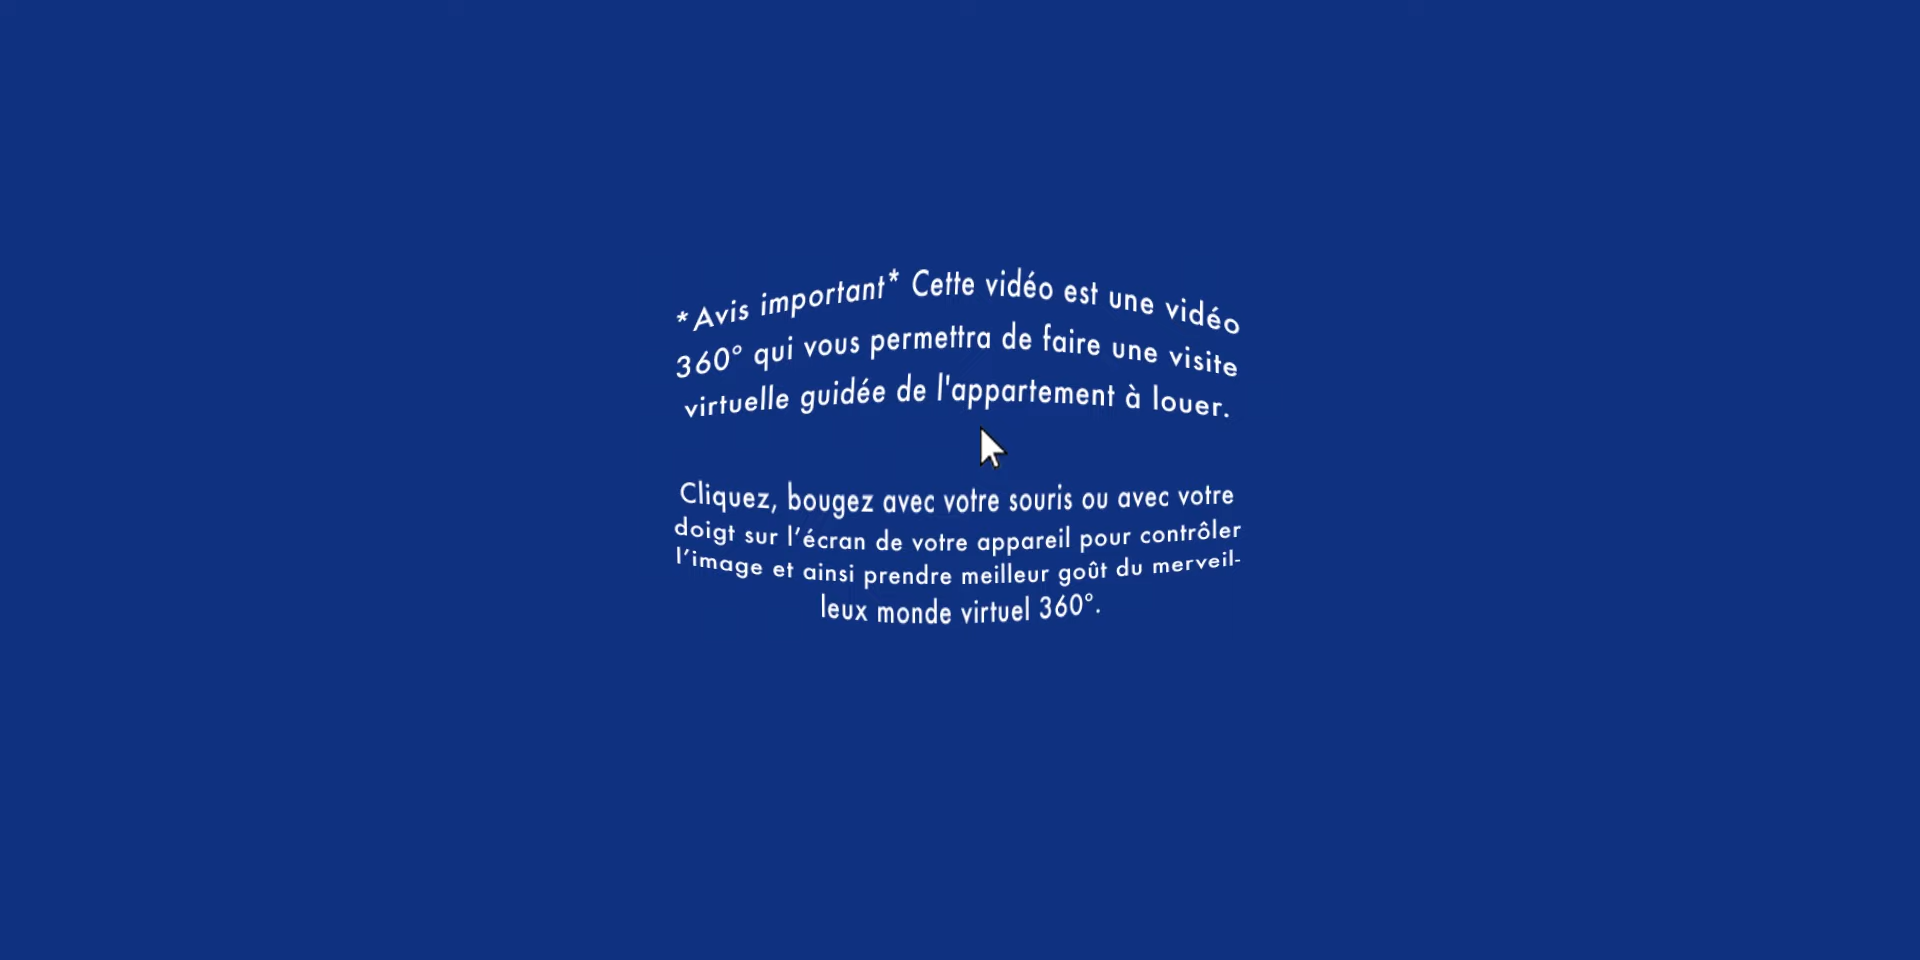 *Avis important* Cette vidéo est une vidéo
360° qui vous permettra de faire une visite
virtuelle guidée de l'appartement à louer.
Cliquez, bougez avec votre souris ou avec votre
doigt sur l’écran de votre appareil pour contrôler
l’image et ainsi prendre meilleur goût du merveil-
leux monde virtuel 360°.